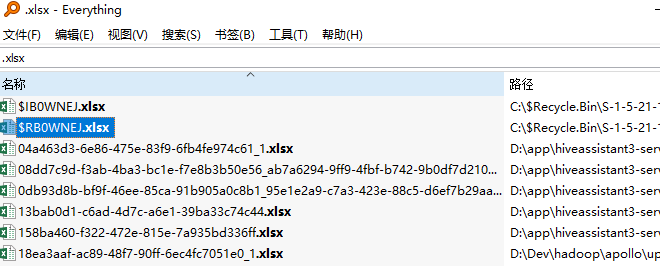 .xlsx - Everything
文件(F) 编辑(E) 视图(V) 搜索(S) 书签(B) 工具(T) 帮助(H)
.xlsx
名称 路径
$IB0WNEJ.xlsx C:\$Recycle.Bin\S-1-5-21-1
$RB0WNEJ.xlsx C:\$Recycle.Bin\S-1-5-21-1
04a463d3-6e86-475e-83f9-6fb4fe974c61_1.xlsx D:\app\hiveassistant3-serv
08dd7c9d-f3ab-4ba3-bc1e-f7e8b3b50e56_ab7a6294-9ff9-4fbf-b742-9b0df7d210... D:\app\hiveassistant3-serv
0db93d8b-bf9f-46ee-85ca-91b905a0c8b1_95e1e2a9-c7a3-423e-88c5-d6ef7b29aa... D:\app\hiveassistant3-serv
13bab0d1-c6ad-4d7c-a6e1-39ba33c74c44.xlsx D:\app\hiveassistant3-serv
158ba460-f322-472e-815e-7a935bd336ff.xlsx D:\app\hiveassistant3-serv
18ea3aaf-ac89-48f7-90ff-6ec4fc7051e0_1.xlsx D:\Dev\hadoop\apollo\up